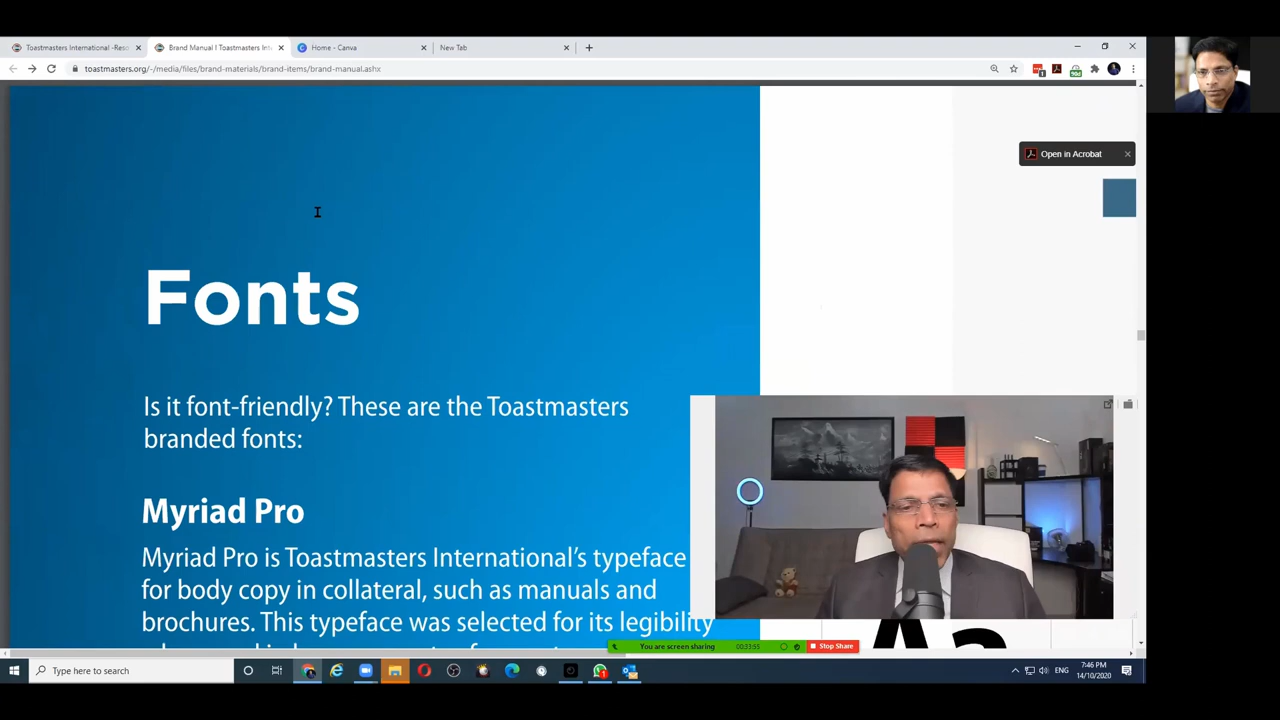 Toastmasters International -Reso
Brand Manual | Toastmasters Int
Home - Canva
New Tab
toastmasters.org/-/media/files/brand-materials/brand-items/brand-manual.ashx
Open in Acrobat
Fonts
Is it font-friendly? These are the Toastmasters
branded fonts:
Myriad Pro
Myriad Pro is Toastmasters International's typeface
for body copy in collateral, such as manuals and
brochures. This typeface was selected for its legibility
Aa
You are screen sharing
00:33:55
Stop Share
Type here to search
ENG
7:46 PM
14/10/2020